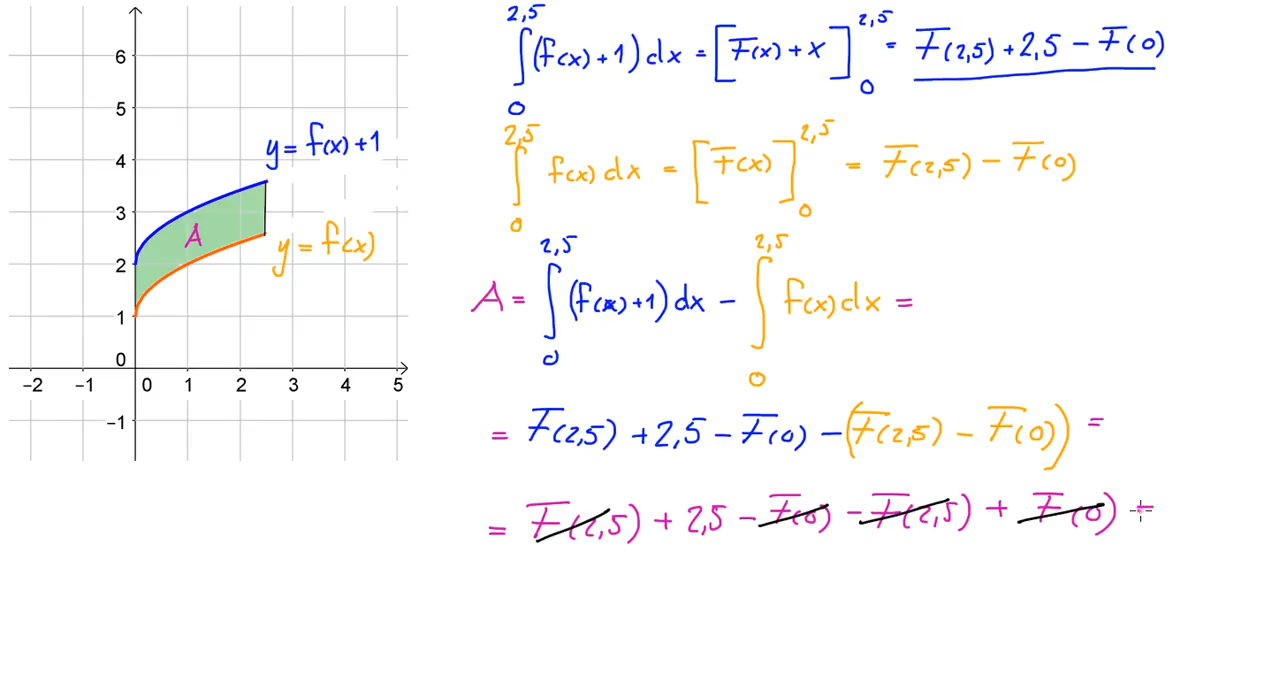 6
5
4
3
2
1
0
−2 −1 0 1 2 3 4 5
−1
y = f(x) + 1
A
y = f(x)
∫₀^2,5 (f(x) + 1) dx = [F(x) + x]₀^2,5 = F(2,5) + 2,5 − F(0)
∫₀^2,5 f(x) dx = [F(x)]₀^2,5 = F(2,5) − F(0)
A = ∫₀^2,5 (f(x) + 1) dx − ∫₀^2,5 f(x) dx =
= F(2,5) + 2,5 − F(0) − (F(2,5) − F(0)) =
= F(2,5) + 2,5 − F(0) − F(2,5) + F(0) =